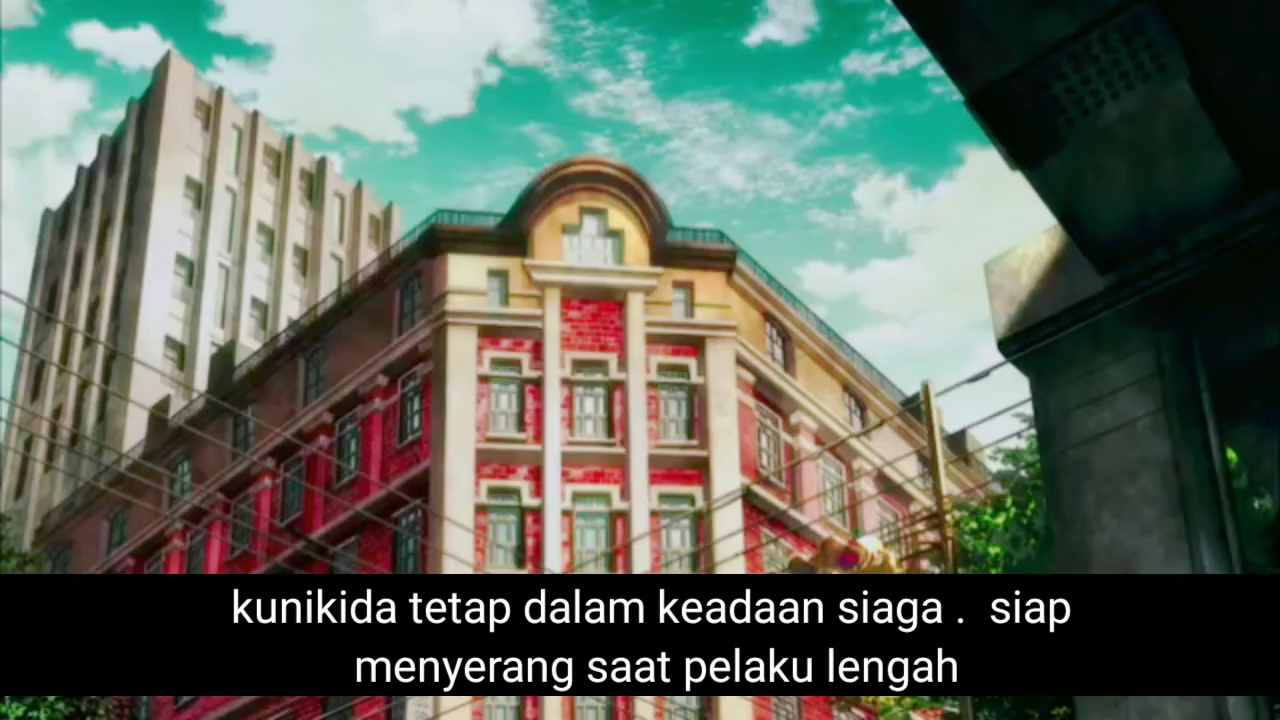 kunikida tetap dalam keadaan siaga .  siap
menyerang saat pelaku lengah